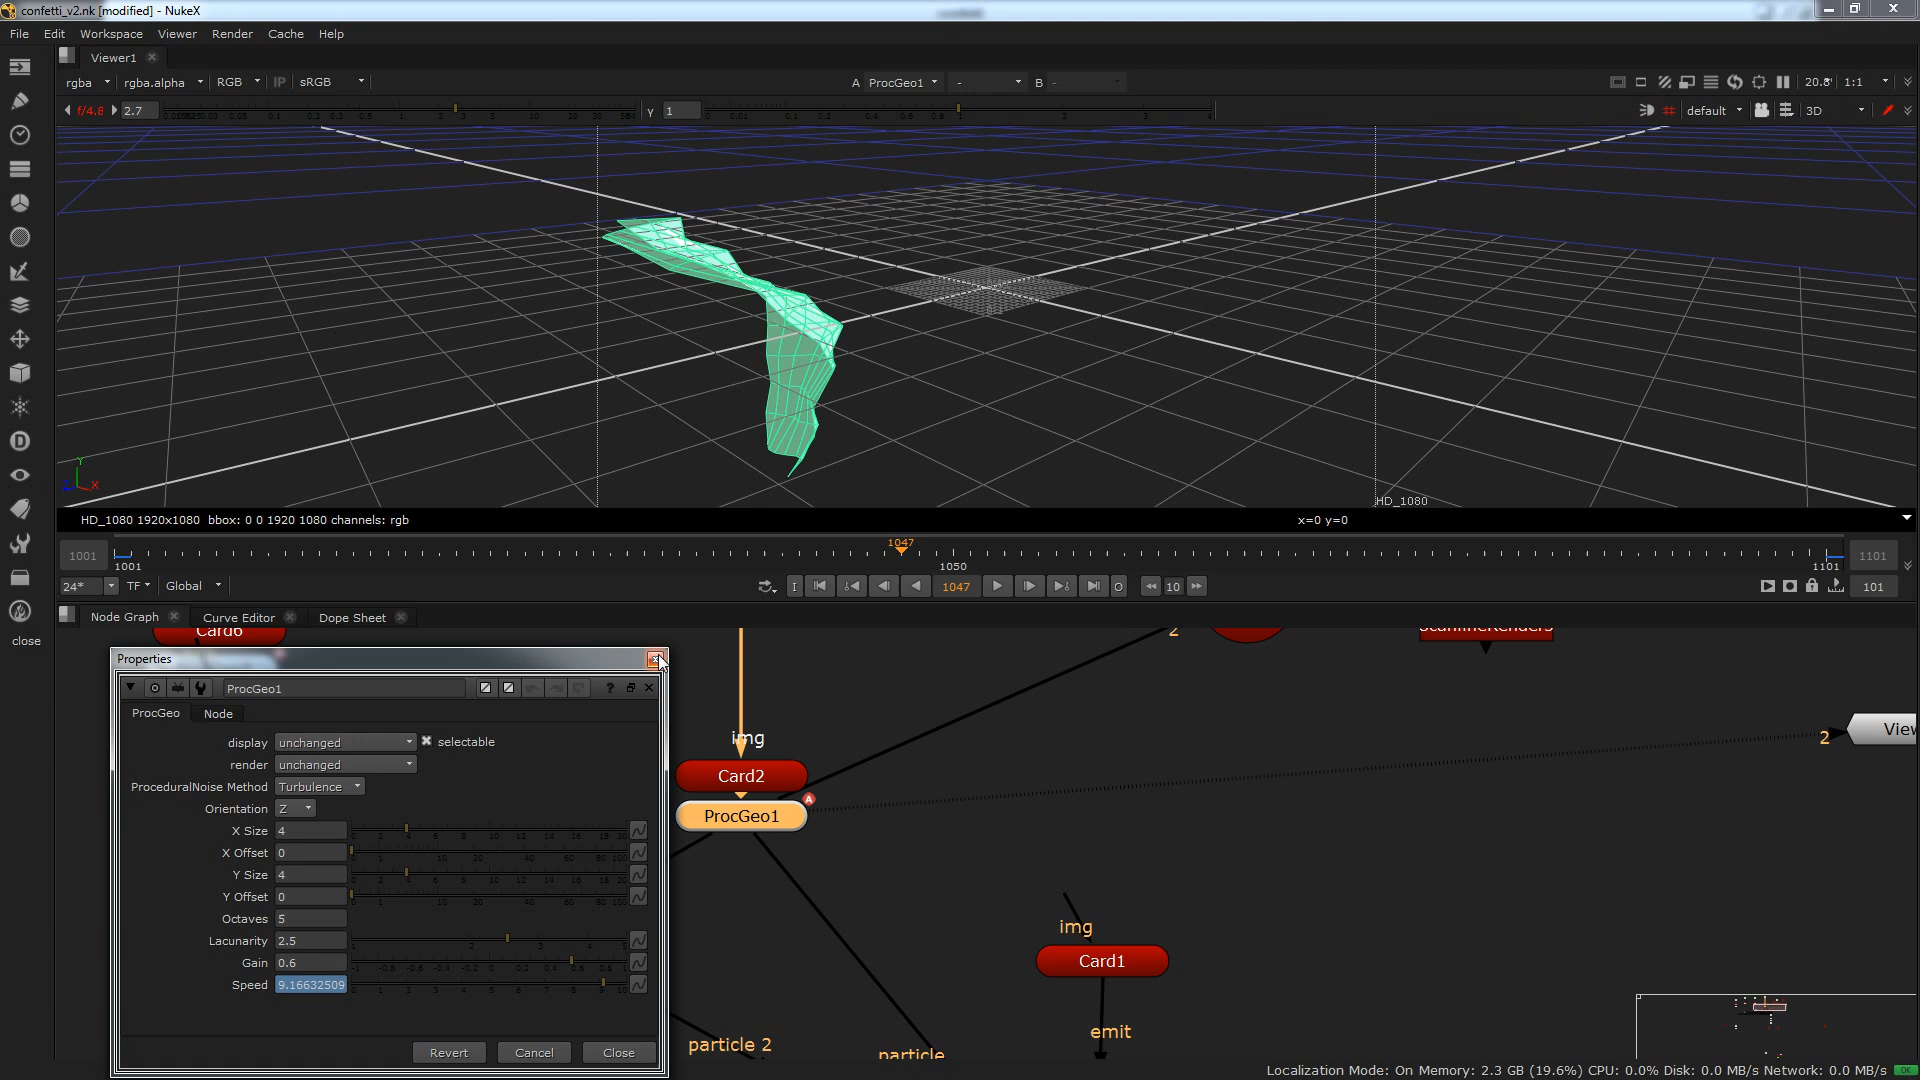 confetti_v2.nk [modified] - NukeX
File Edit Workspace Viewer Render Cache Help
Viewer1
rgba rgba.alpha RGB IP sRGB A ProcGeo1 - B - 20.8 1:1
f/4.8 2.7 γ 1 default 3D
HD_1080
HD_1080 1920x1080 bbox: 0 0 1920 1080 channels: rgb x=0 y=0
1001 1047 1101
1001 1050 1101
24* TF Global I 1047 O 10 101
Node Graph Curve Editor Dope Sheet
close
Card6
2
Properties
ProcGeo1
ProcGeo Node
display unchanged selectable
render unchanged
ProceduralNoise Method Turbulence
Orientation Z
X Size 4
X Offset 0
Y Size 4
Y Offset 0
Octaves 5
Lacunarity 2.5
Gain 0.6
Speed 9.16632509
Revert Cancel Close
img
Card2
A
ProcGeo1
2
View
img
Card1
emit
particle 2
particle
Localization Mode: On Memory: 2.3 GB (19.6%) CPU: 0.0% Disk: 0.0 MB/s Network: 0.0 MB/s OK